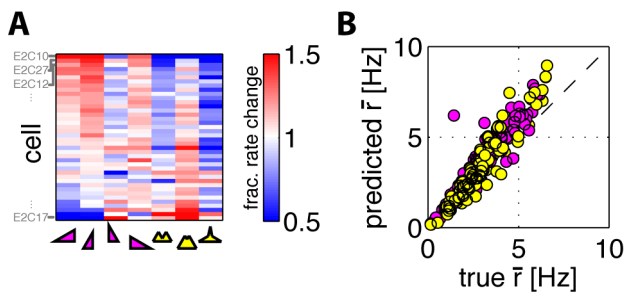 A
E2C10
E2C27
E2C12
E2C17
cell
1.5
1
0.5
frac. rate change
B
10
5
0
predicted r̄ [Hz]
0 5 10
true r̄ [Hz]